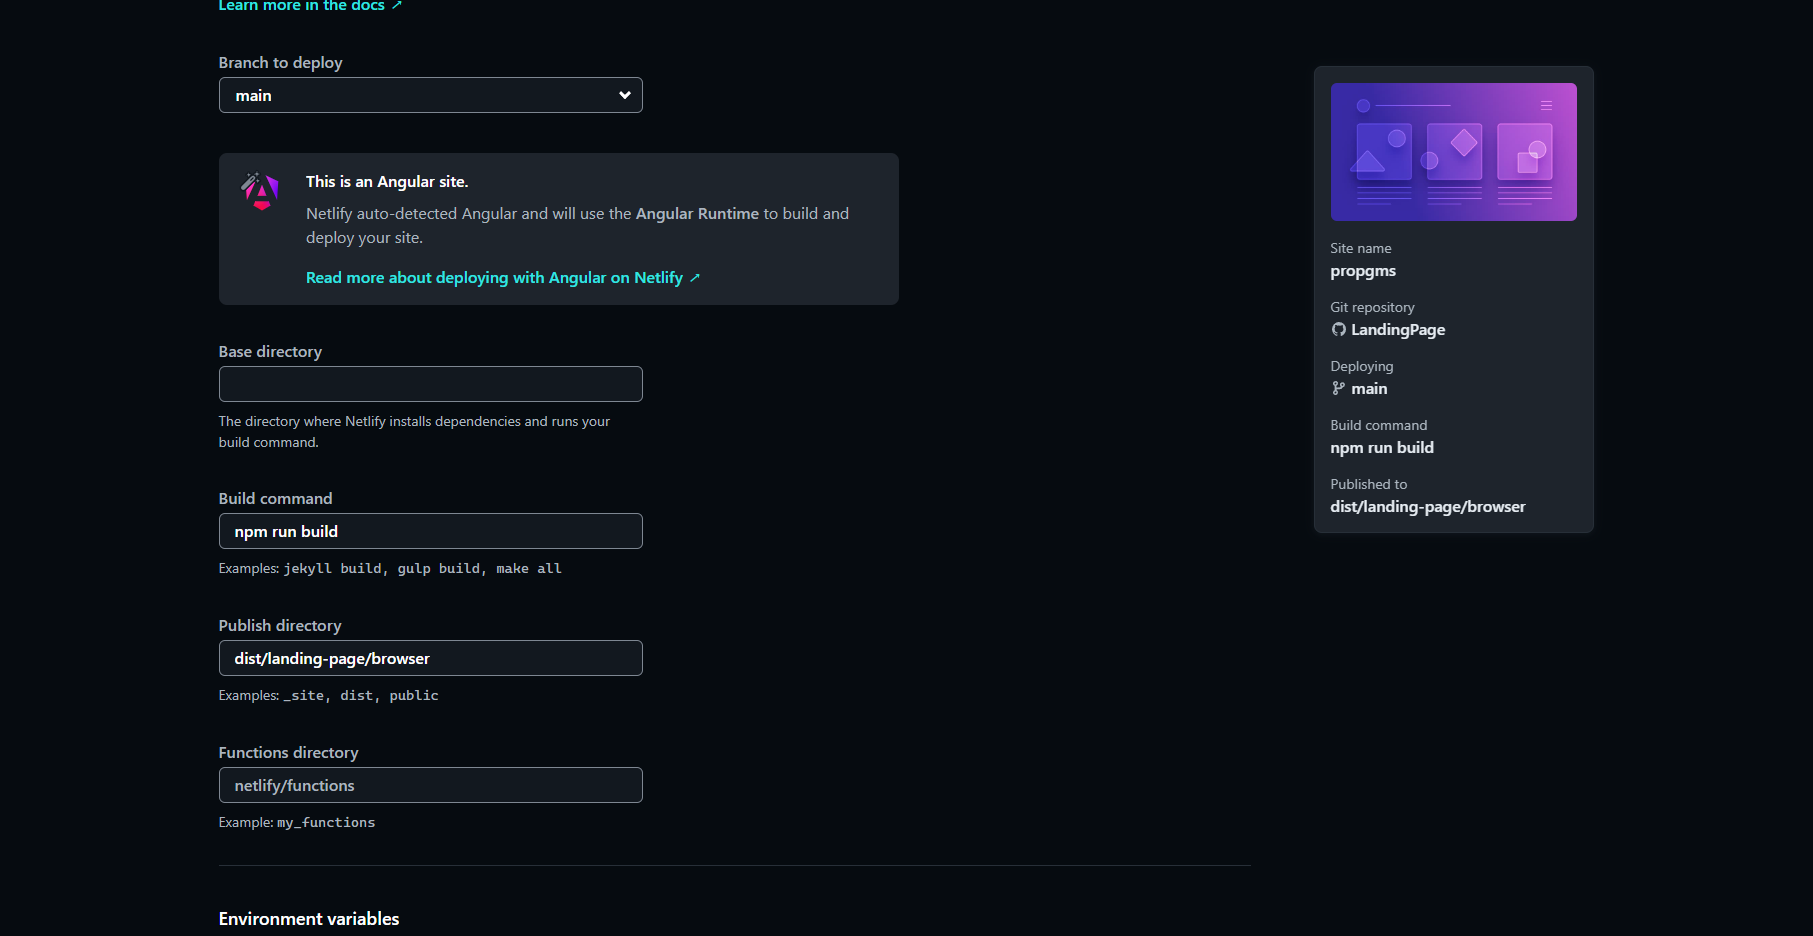 Learn more in the docs ↗
Branch to deploy
main
This is an Angular site.
Netlify auto-detected Angular and will use the Angular Runtime to build and
deploy your site.
Read more about deploying with Angular on Netlify ↗
Base directory
The directory where Netlify installs dependencies and runs your
build command.
Build command
npm run build
Examples: jekyll build, gulp build, make all
Publish directory
dist/landing-page/browser
Examples: _site, dist, public
Functions directory
netlify/functions
Example: my_functions
Environment variables
Site name
propgms
Git repository
LandingPage
Deploying
main
Build command
npm run build
Published to
dist/landing-page/browser